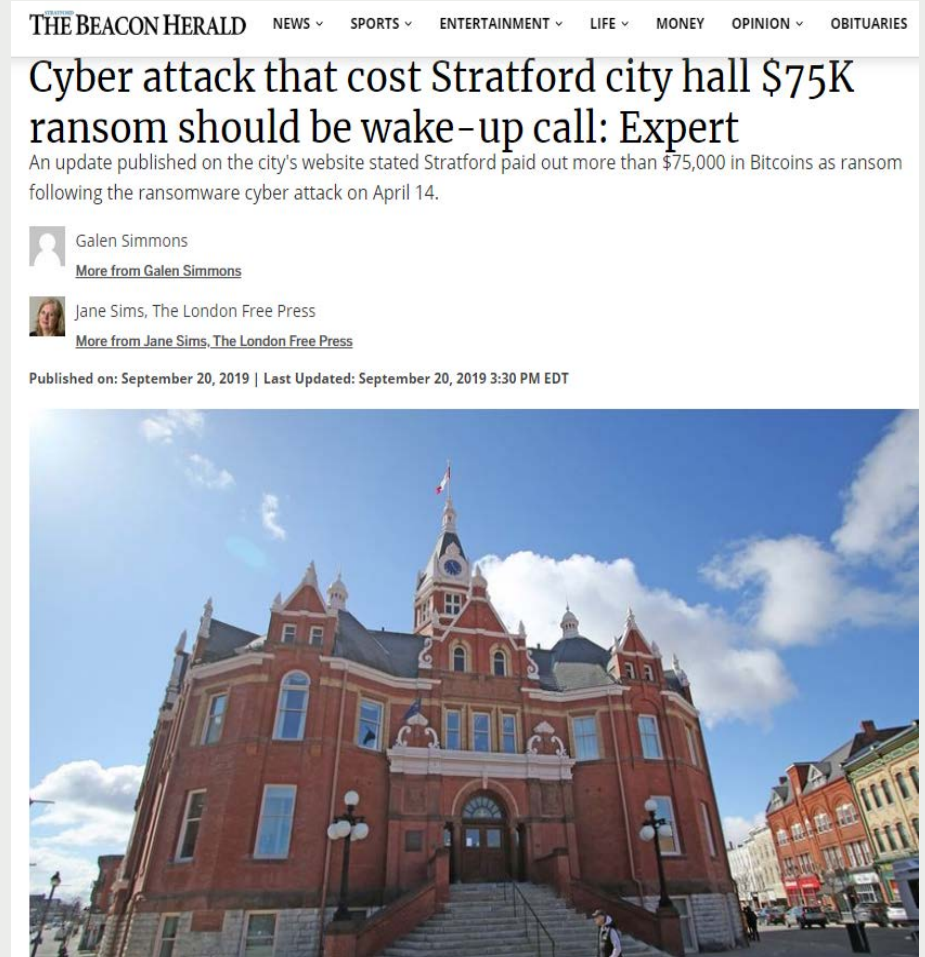 STRATFORD
THE BEACON HERALD NEWS SPORTS ENTERTAINMENT LIFE MONEY OPINION OBITUARIES
Cyber attack that cost Stratford city hall $75K
ransom should be wake-up call: Expert
An update published on the city's website stated Stratford paid out more than $75,000 in Bitcoins as ransom
following the ransomware cyber attack on April 14.
Galen Simmons
More from Galen Simmons
Jane Sims, The London Free Press
More from Jane Sims, The London Free Press
Published on: September 20, 2019 | Last Updated: September 20, 2019 3:30 PM EDT